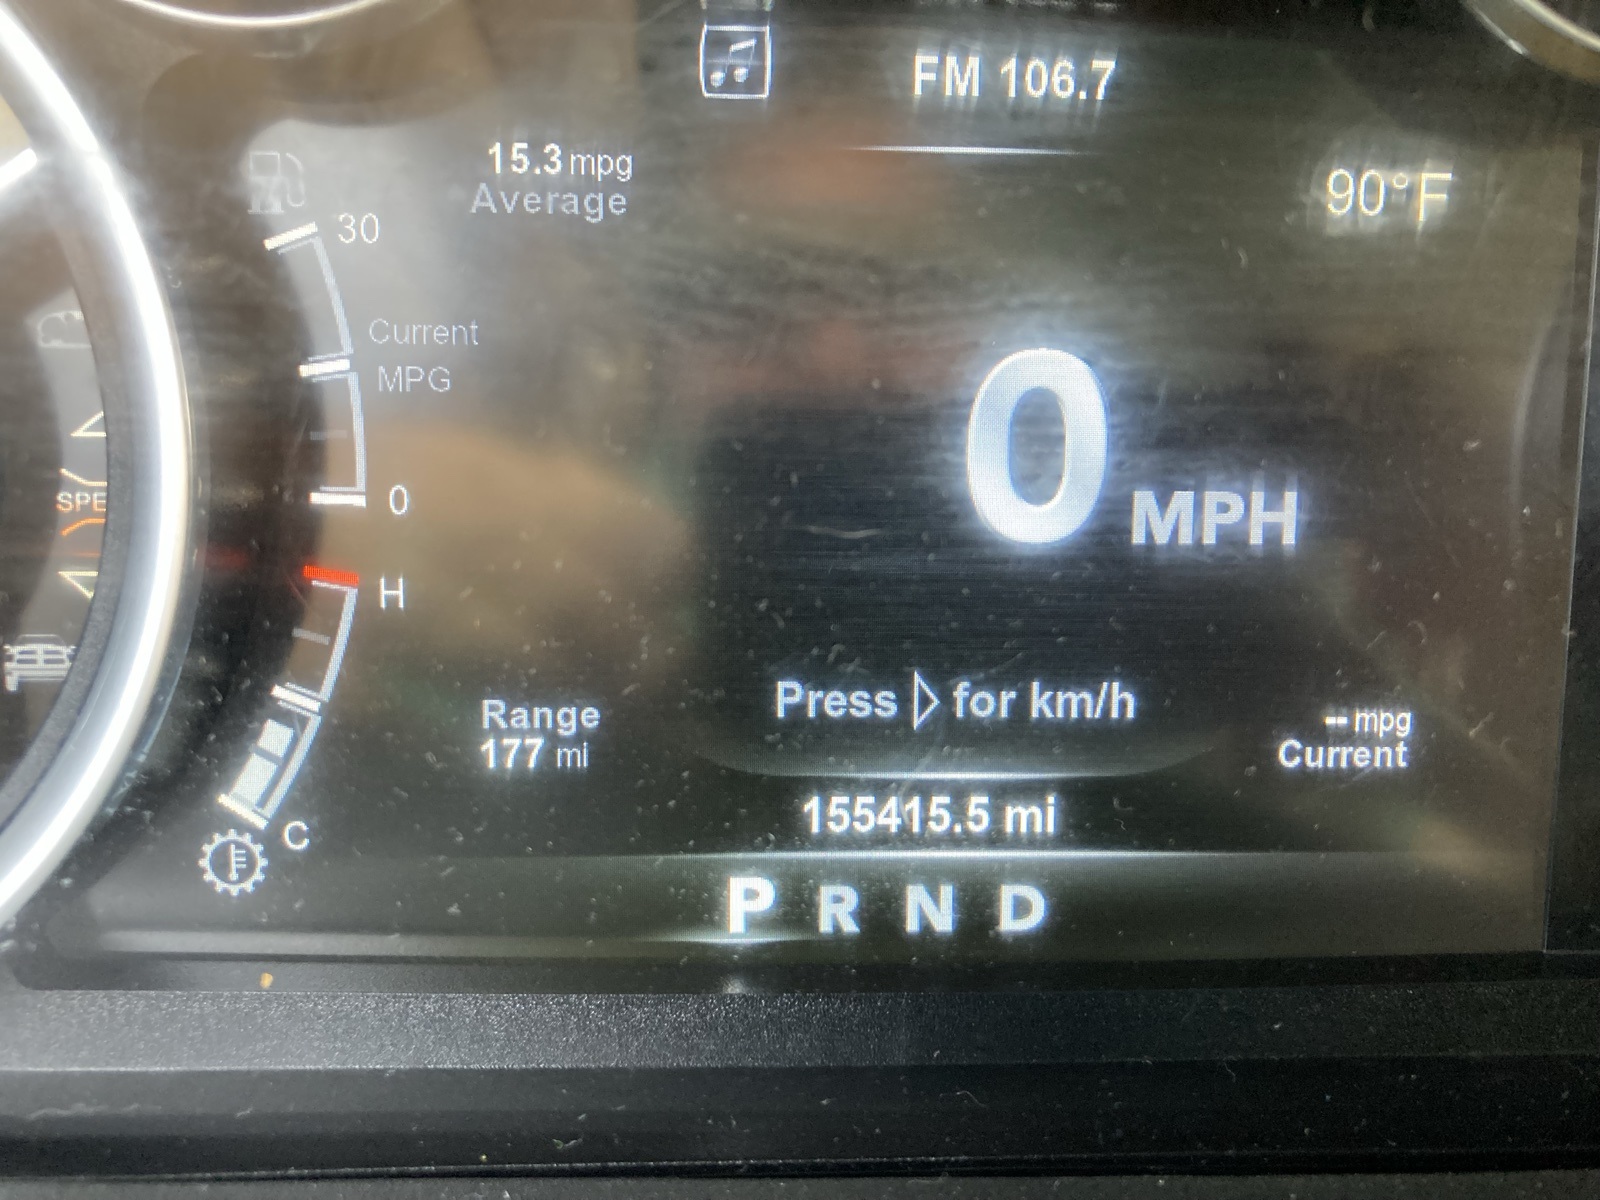 FM 106.7
15.3 mpg
Average
90°F
30
Current
MPG
0
0 MPH
SPE
H
Press ▷ for km/h
Range
177 mi
-- mpg
Current
155415.5 mi
C
P R N D